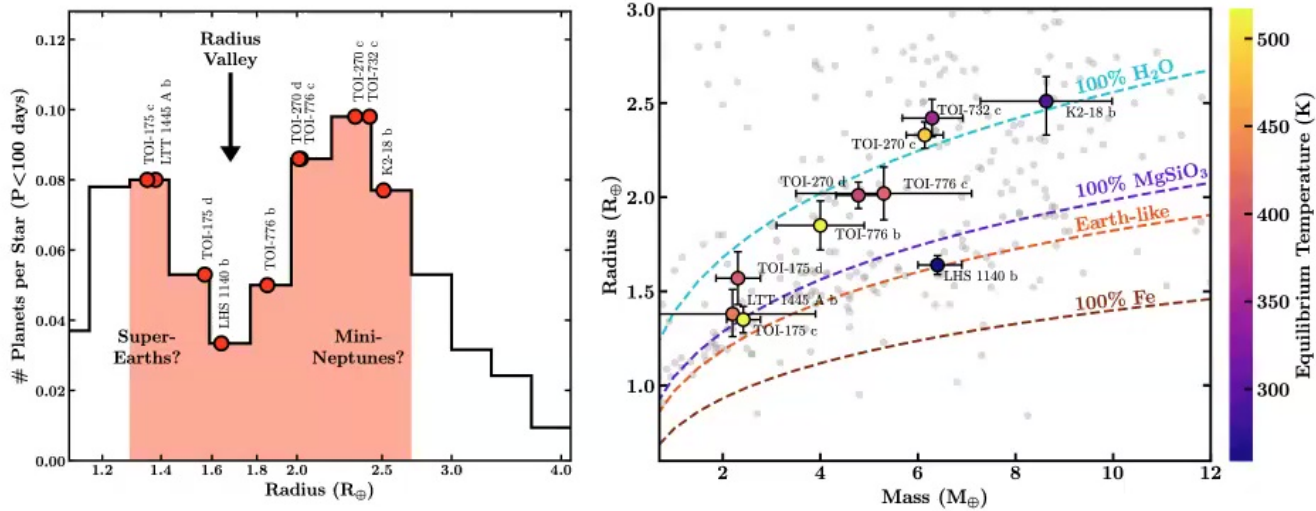 # Planets per Star (P<100 days)
0.12
0.10
0.08
0.06
0.04
0.02
0.00
Radius
Valley
TOI-175 c
LTT 1445 A b
TOI-175 d
LHS 1140 b
TOI-776 b
TOI-270 d
TOI-776 c
TOI-270 c
TOI-732 c
K2-18 b
Super-
Earths?
Mini-
Neptunes?
1.2 1.4 1.6 1.8 2.0 2.5 3.0 4.0
Radius (R⊕)
Radius (R⊕)
3.0
2.5
2.0
1.5
1.0
100% H₂O
TOI-732 c
K2-18 b
TOI-270 c
100% MgSiO₃
TOI-270 d
TOI-776 c
Earth-like
TOI-776 b
TOI-175 d
LHS 1140 b
LTT 1445 A b
100% Fe
TOI-175 c
2 4 6 8 10 12
Mass (M⊕)
500
450
400
350
300
Equilibrium Temperature (K)